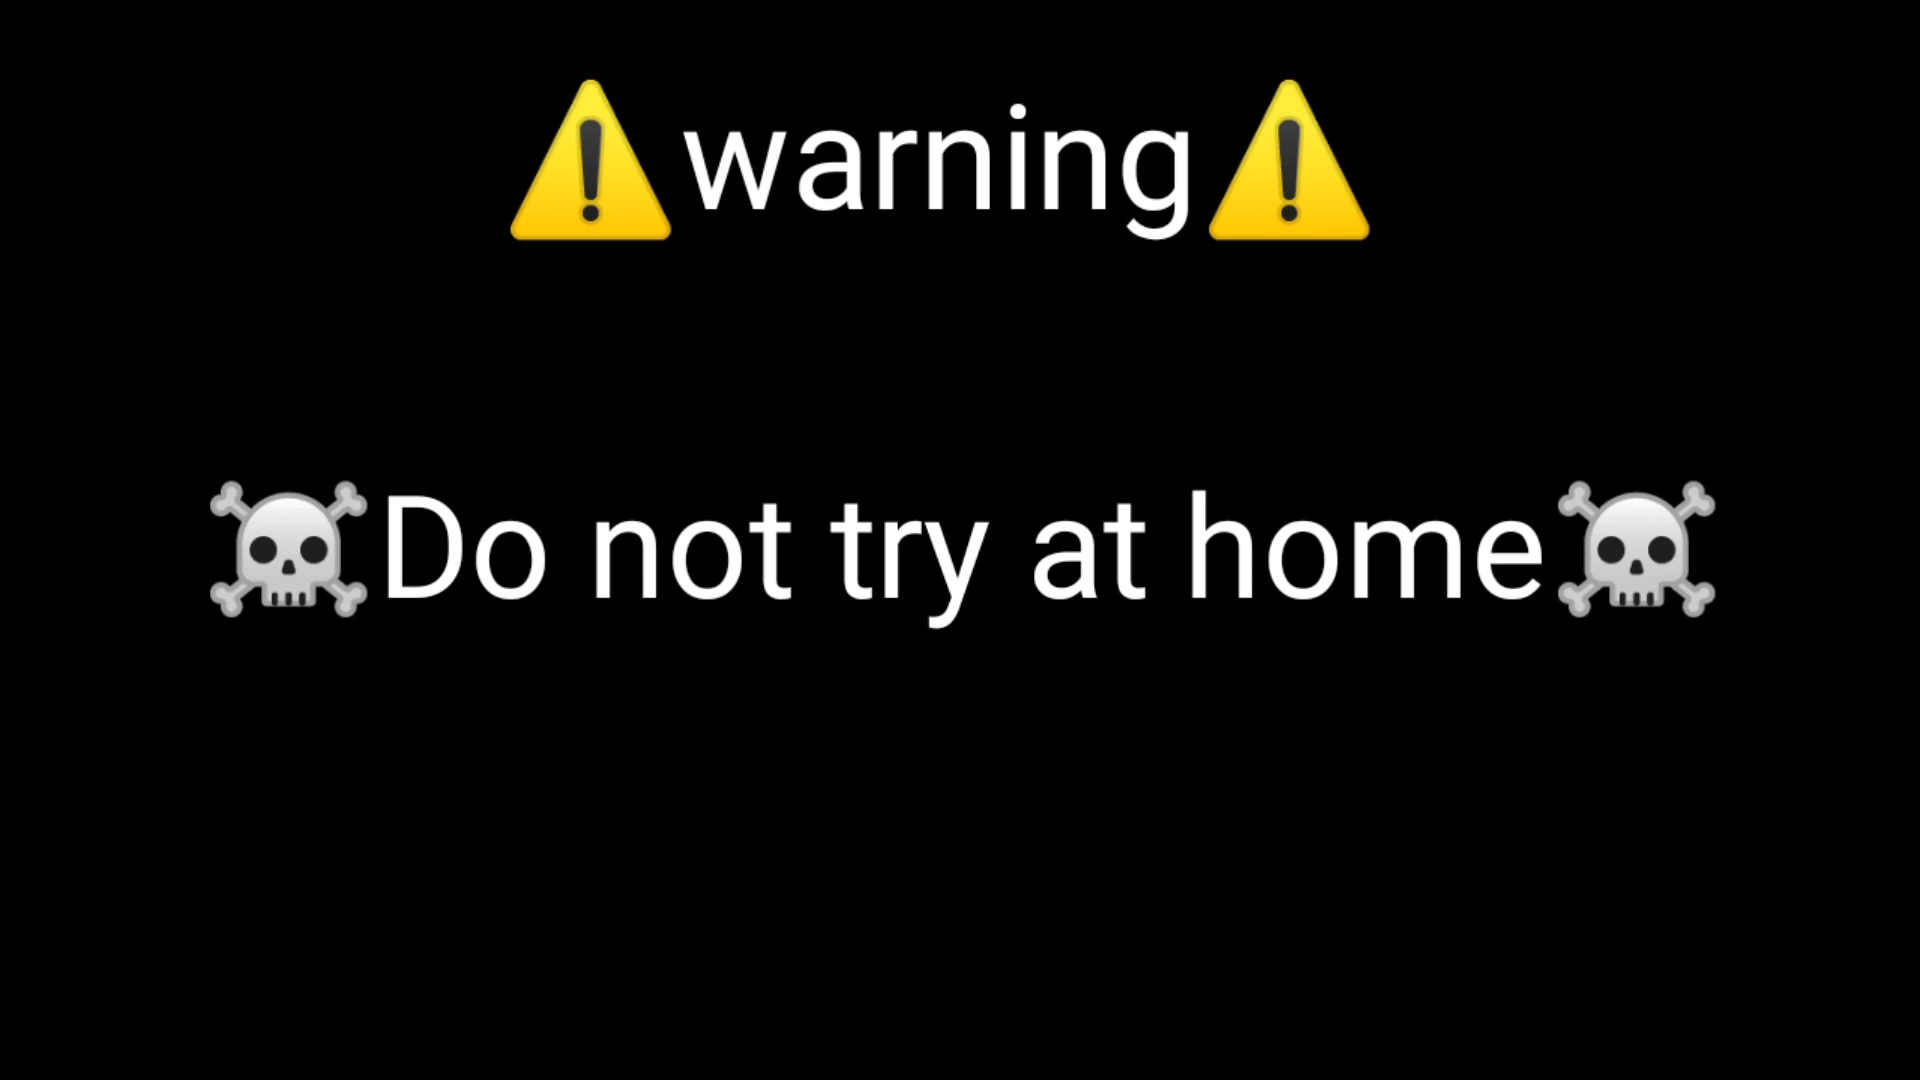 ⚠️warning⚠️
☠️Do not try at home☠️